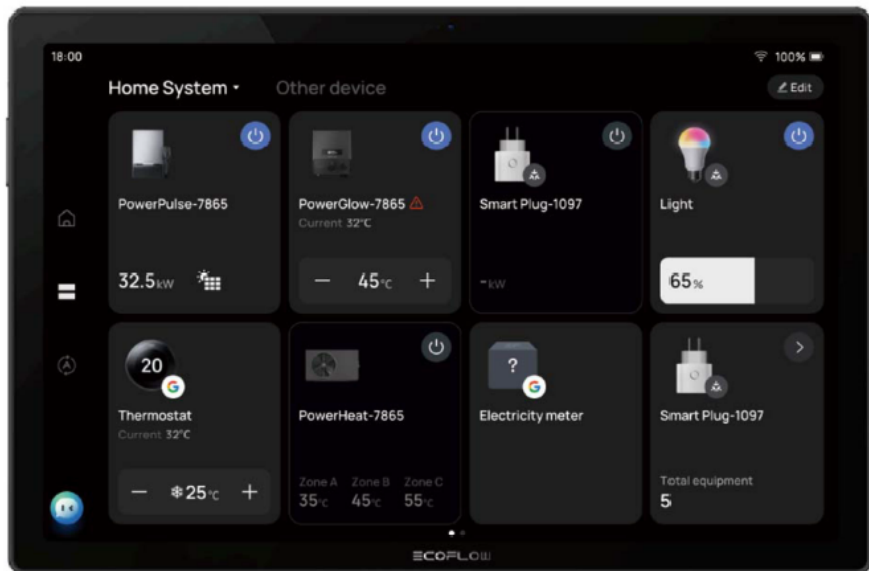 18:00
100%
Home System
Other device
Edit
PowerPulse-7865
32.5 kW
PowerGlow-7865
Current 32°C
− 45°C +
Smart Plug-1097
-kW
Light
65%
20
G
Thermostat
Current 32°C
− 25°C +
PowerHeat-7865
Zone A Zone B Zone C
35°C 45°C 55°C
?
G
Electricity meter
Smart Plug-1097
Total equipment
5
ECOFLOW